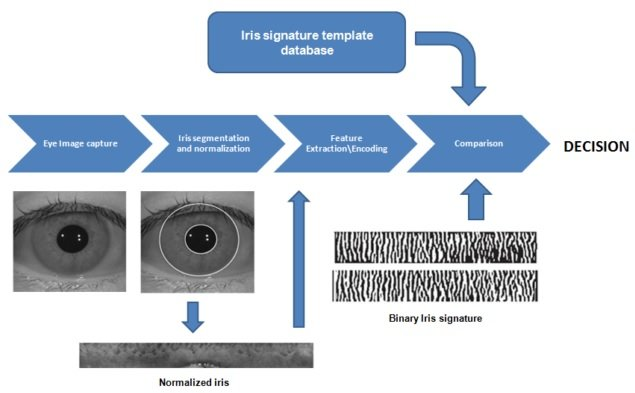 Iris signature template
database
Eye Image capture
Iris segmentation
and normalization
Feature
Extraction\Encoding
Comparison
DECISION
Binary Iris signature
Normalized iris